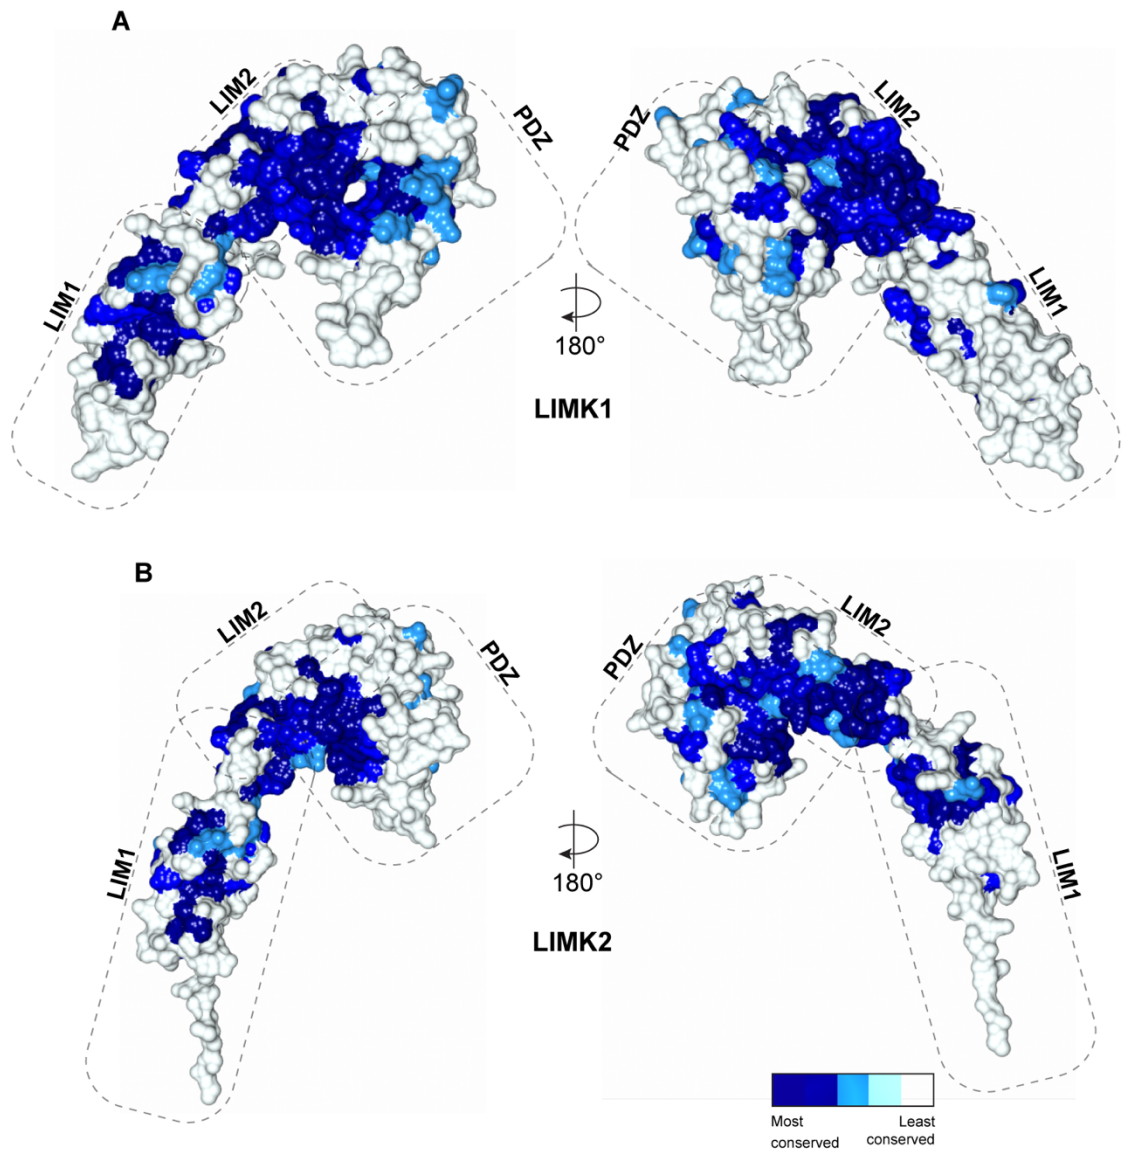 A
LIM2
PDZ
LIM1
PDZ
LIM2
LIM1
180°
LIMK1
B
LIM2
PDZ
LIM1
PDZ
LIM2
LIM1
180°
LIMK2
Most
conserved
Least
conserved